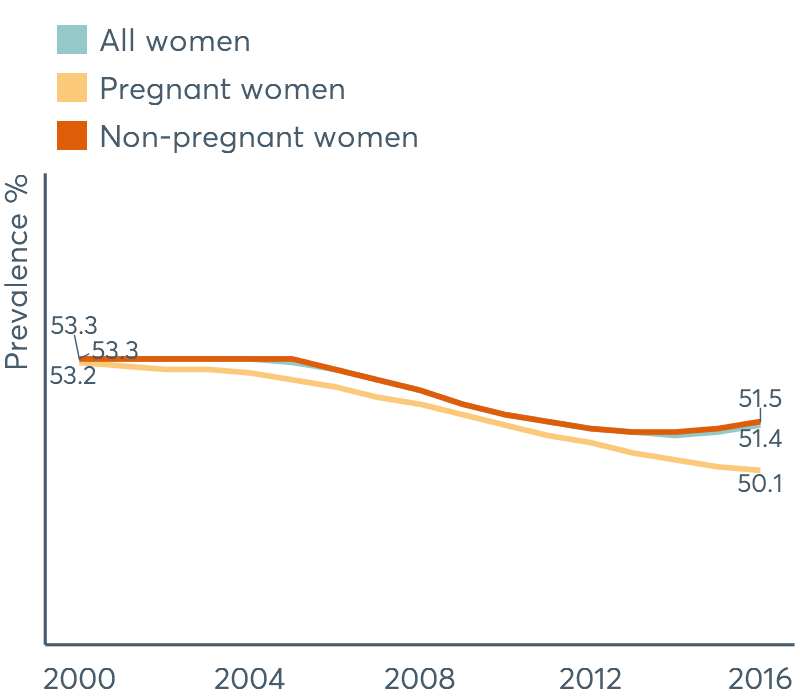 All women
Pregnant women
Non-pregnant women
Prevalence %
53.3
53.3
53.2
51.5
51.4
50.1
2000 2004 2008 2012 2016